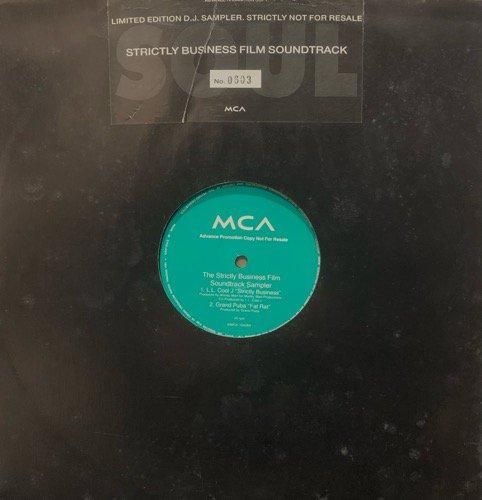 LIMITED EDITION D.J. SAMPLER. STRICTLY NOT FOR RESALE
SOUL
STRICTLY BUSINESS FILM SOUNDTRACK
No. 0603
MCA
MCA
Advance Promotion Copy Not For Resale
The Strictly Business Film
Soundtrack Sampler
1. L.L. Cool J "Strictly Business"
2. Grand Puba "Fat Rat"
Produced by Grand Puba